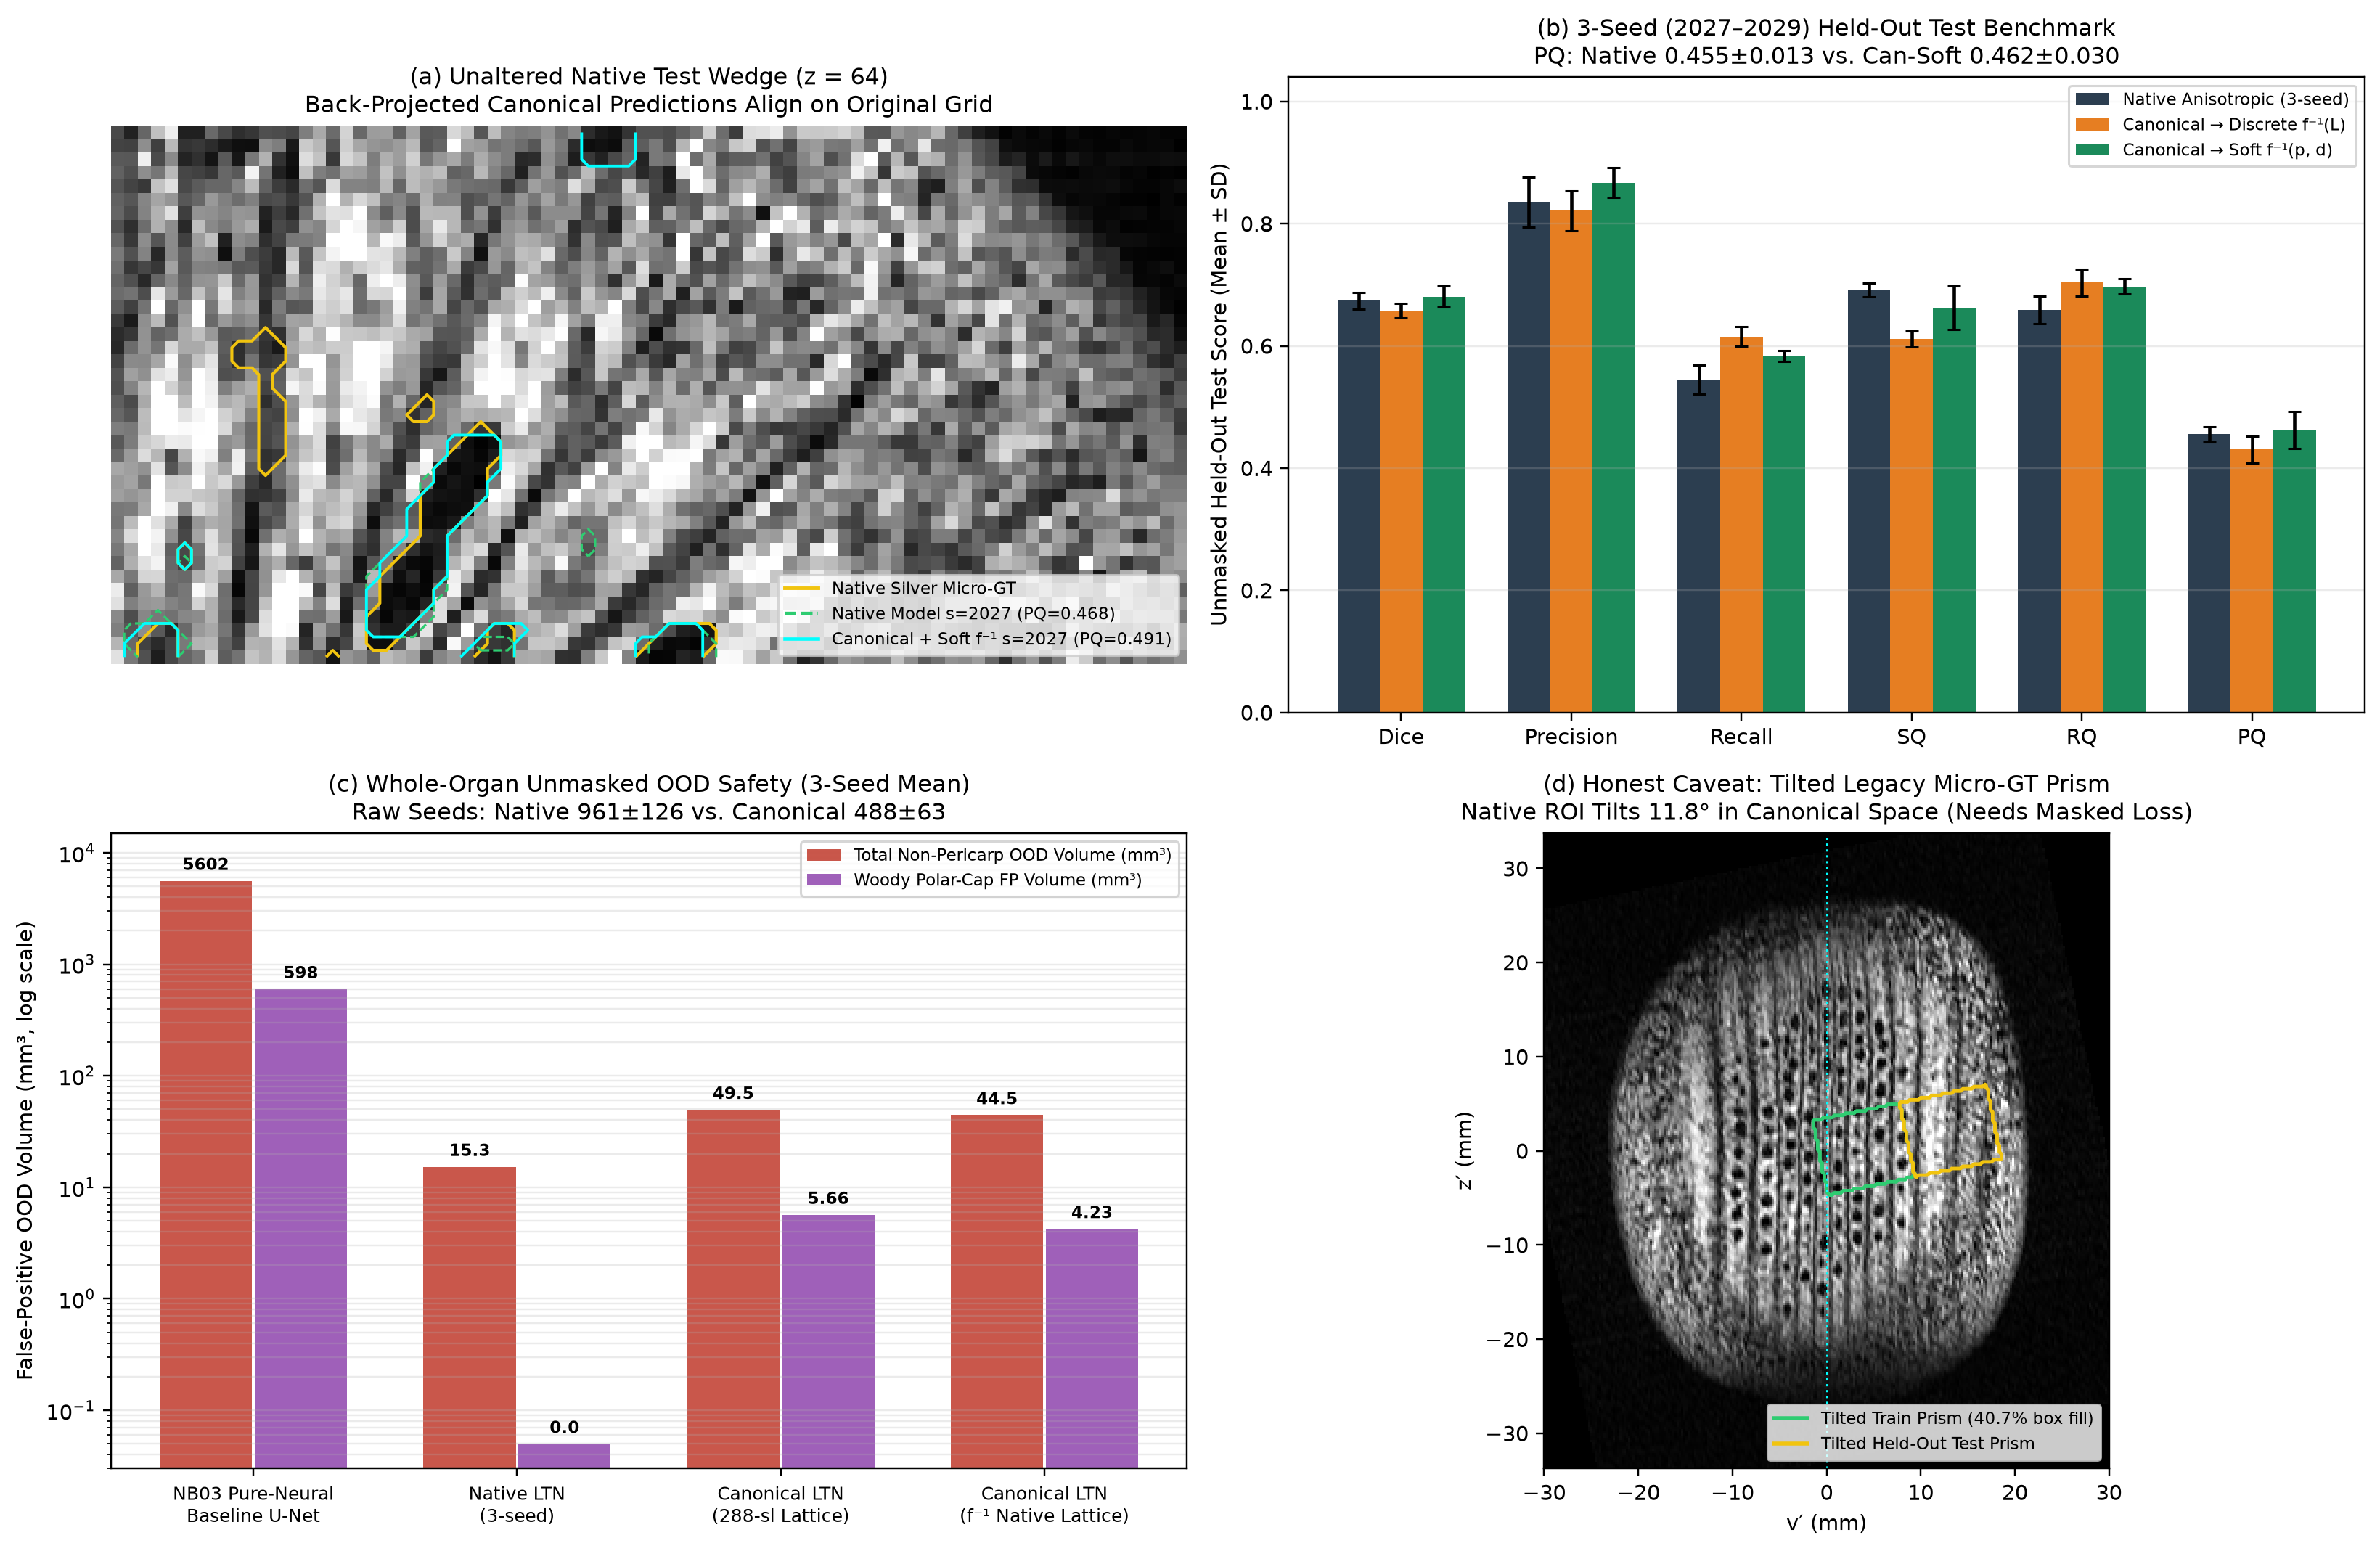 (a) Unaltered Native Test Wedge (z = 64)
Back-Projected Canonical Predictions Align on Original Grid
Native Silver Micro-GT
Native Model s=2027 (PQ=0.468)
Canonical + Soft f⁻¹ s=2027 (PQ=0.491)
(b) 3-Seed (2027–2029) Held-Out Test Benchmark
PQ: Native 0.455±0.013 vs. Can-Soft 0.462±0.030
Unmasked Held-Out Test Score (Mean ± SD)
1.0
0.8
0.6
0.4
0.2
0.0
Native Anisotropic (3-seed)
Canonical → Discrete f⁻¹(L)
Canonical → Soft f⁻¹(p, d)
Dice
Precision
Recall
SQ
RQ
PQ
(c) Whole-Organ Unmasked OOD Safety (3-Seed Mean)
Raw Seeds: Native 961±126 vs. Canonical 488±63
False-Positive OOD Volume (mm³, log scale)
10⁴
10³
10²
10¹
10⁰
10⁻¹
Total Non-Pericarp OOD Volume (mm³)
Woody Polar-Cap FP Volume (mm³)
5602
598
15.3
0.0
49.5
5.66
44.5
4.23
NB03 Pure-Neural
Baseline U-Net
Native LTN
(3-seed)
Canonical LTN
(288-sl Lattice)
Canonical LTN
(f⁻¹ Native Lattice)
(d) Honest Caveat: Tilted Legacy Micro-GT Prism
Native ROI Tilts 11.8° in Canonical Space (Needs Masked Loss)
z′ (mm)
30
20
10
0
−10
−20
−30
Tilted Train Prism (40.7% box fill)
Tilted Held-Out Test Prism
−30
−20
−10
0
10
20
30
v′ (mm)